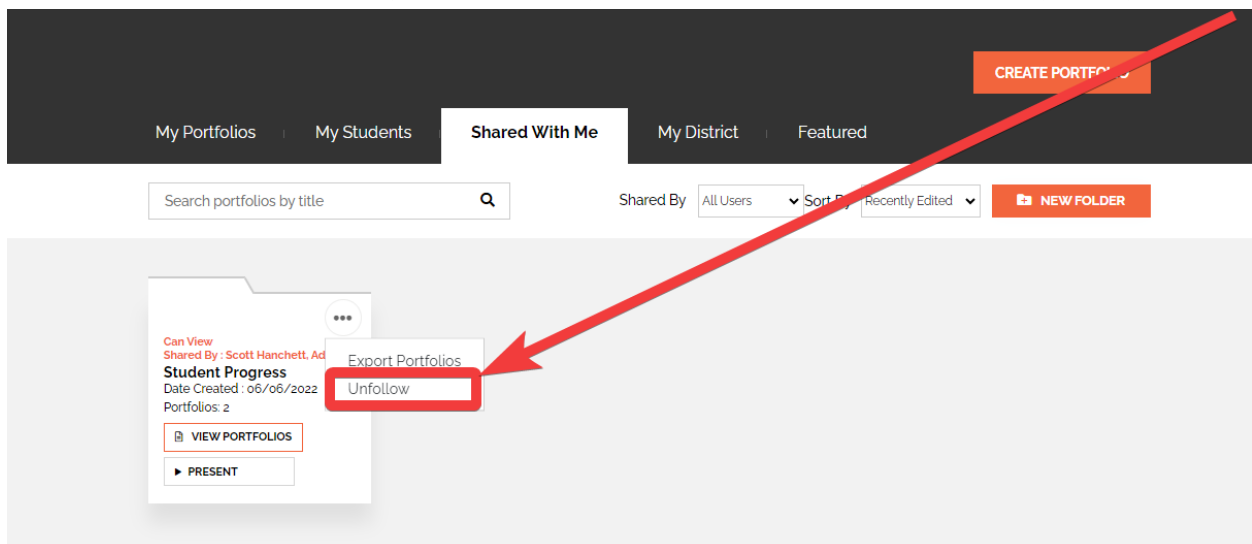 CREATE PORTFOLIO
My Portfolios My Students Shared With Me My District Featured
Search portfolios by title Shared By All Users Sort By Recently Edited NEW FOLDER
Can View
Shared By : Scott Hanchett, Ad
Student Progress
Date Created : 06/06/2022
Portfolios: 2
VIEW PORTFOLIOS
PRESENT
Export Portfolios
Unfollow